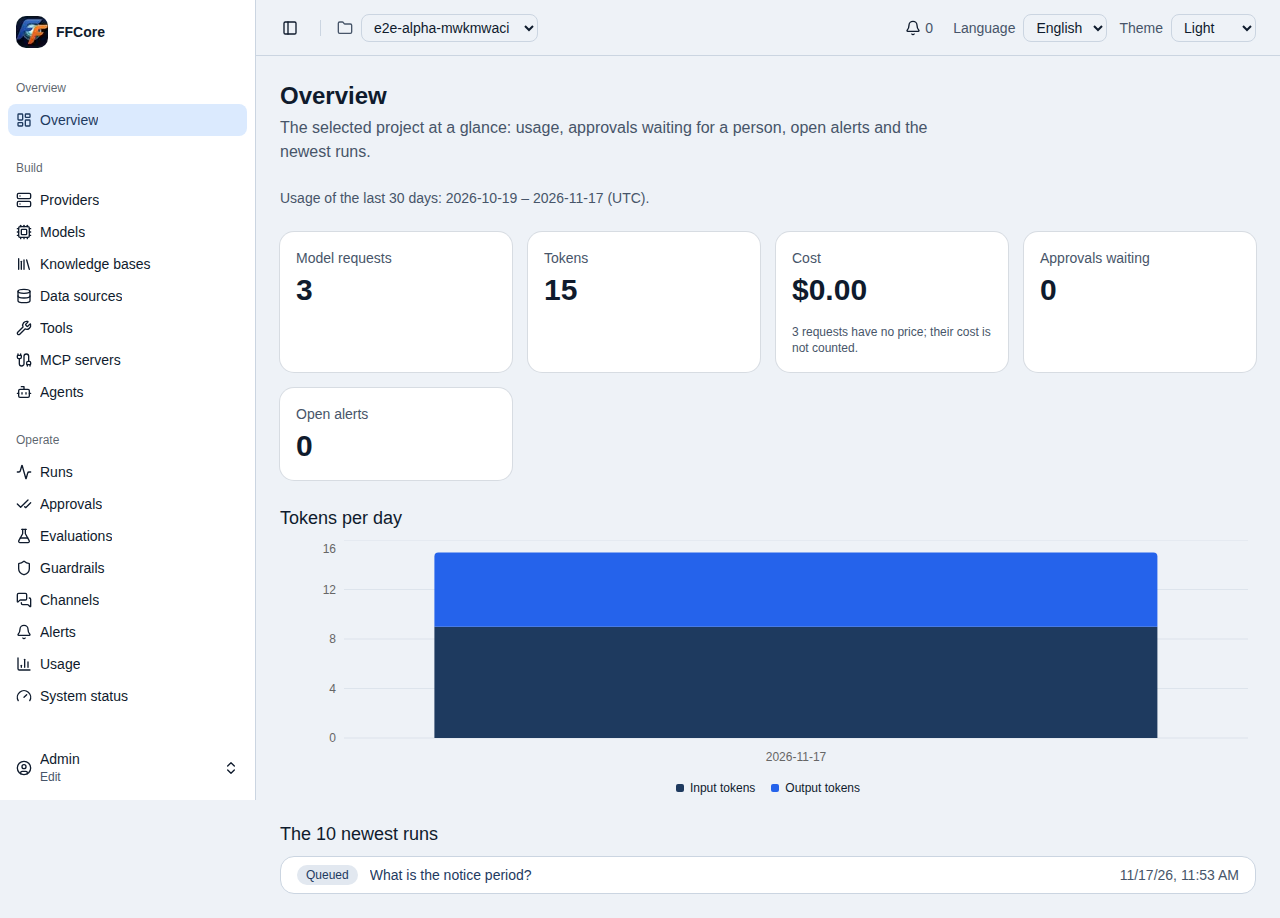 FFCore
Overview
Overview
Build
Providers
Models
Knowledge bases
Data sources
Tools
MCP servers
Agents
Operate
Runs
Approvals
Evaluations
Guardrails
Channels
Alerts
Usage
System status
Admin
Edit
e2e-alpha-mwkmwaci
0
Language
English
Theme
Light
Overview
The selected project at a glance: usage, approvals waiting for a person, open alerts and the
newest runs.
Usage of the last 30 days: 2026-10-19 – 2026-11-17 (UTC).
Model requests
3
Tokens
15
Cost
$0.00
3 requests have no price; their cost is
not counted.
Approvals waiting
0
Open alerts
0
Tokens per day
16
12
8
4
0
2026-11-17
Input tokens
Output tokens
The 10 newest runs
Queued What is the notice period? 11/17/26, 11:53 AM